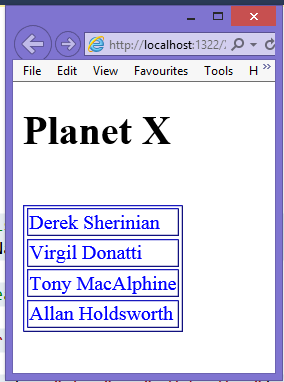 http://localhost:1322/
File Edit View Favourites Tools H »
Planet X
Derek Sherinian
Virgil Donatti
Tony MacAlphine
Allan Holdsworth